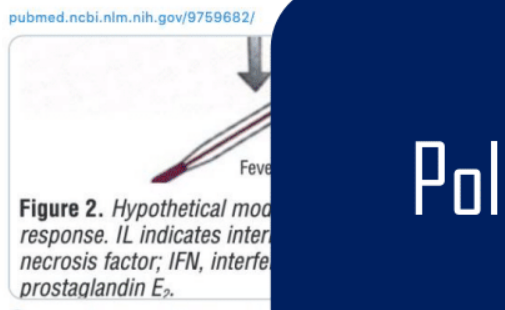 pubmed.ncbi.nlm.nih.gov/9759682/
Feve
Figure 2. Hypothetical mod
response. IL indicates inter
necrosis factor; IFN, interfe
prostaglandin E₂.
Pol